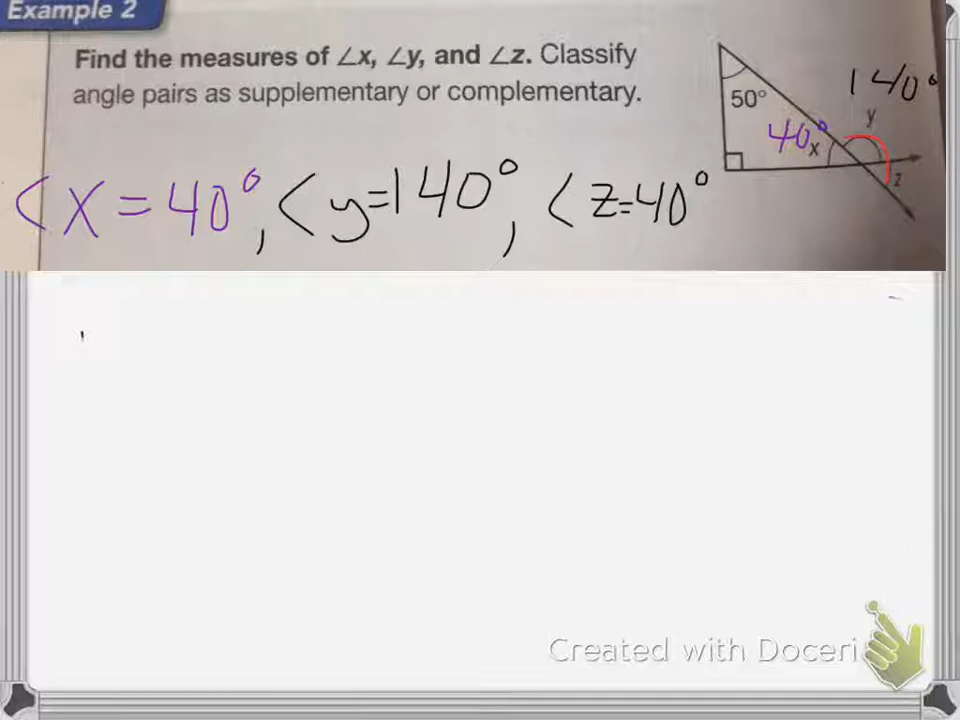 Example 2
Find the measures of ∠x, ∠y, and ∠z. Classify
angle pairs as supplementary or complementary.
140°
50°
y
40°
x
z
<x = 40°, <y=140°, <z=40°
Created with Doceri